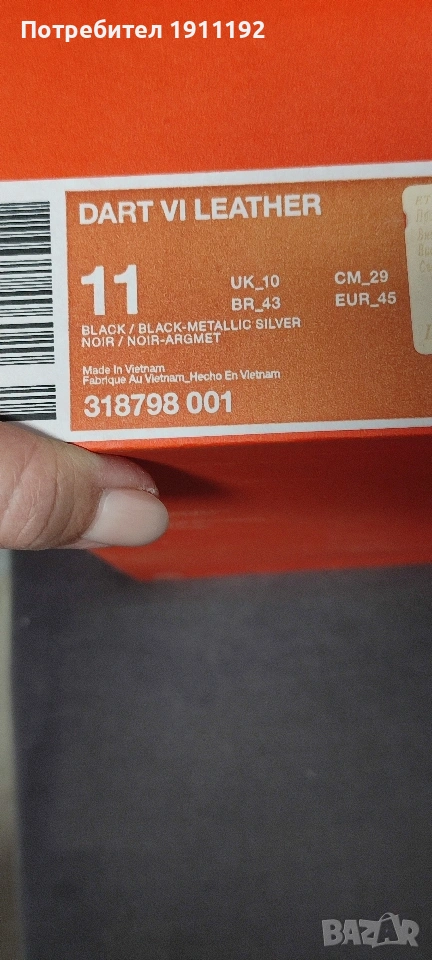 Потребител 1911192
DART VI LEATHER
11
UK_10 CM_29
BR_43 EUR_45
BLACK / BLACK-METALLIC SILVER
NOIR / NOIR-ARGMET
Made In Vietnam
Fabrique Au Vietnam_Hecho En Vietnam
318798 001
BAZAR